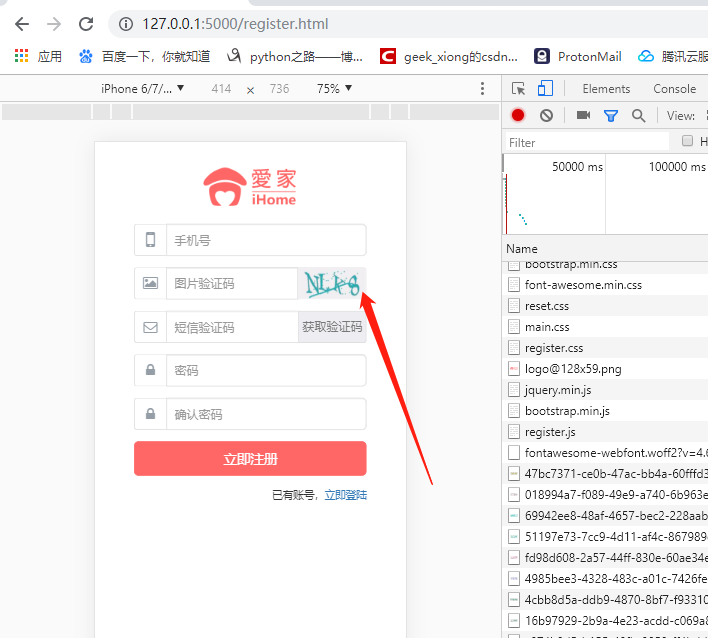 127.0.0.1:5000/register.html
应用 百度一下，你就知道 python之路——博... geek_xiong的csdn... ProtonMail 腾讯云服
iPhone 6/7/... ▼ 414 × 736 75% ▼ Elements Console
View:
Filter
50000 ms 100000 ms
愛家
iHome
Name
手机号
图片验证码
短信验证码 获取验证码
密码
确认密码
立即注册
已有账号，立即登陆
bootstrap.min.css
font-awesome.min.css
reset.css
main.css
register.css
logo@128x59.png
jquery.min.js
bootstrap.min.js
register.js
fontawesome-webfont.woff2?v=4.6
47bc7371-ce0b-47ac-bb4a-60fffd3
018994a7-f089-49e9-a740-6b963e
69942ee8-48af-4657-bec2-228aab
51197e73-7cc9-4d11-af4c-867989
fd98d608-2a57-44ff-830e-60ae34e
4985bee3-4328-483c-a01c-7426fe
4cbb8d5a-ddb9-4870-8bf7-f93310
16b97929-2b9a-4e23-acdd-c069a8